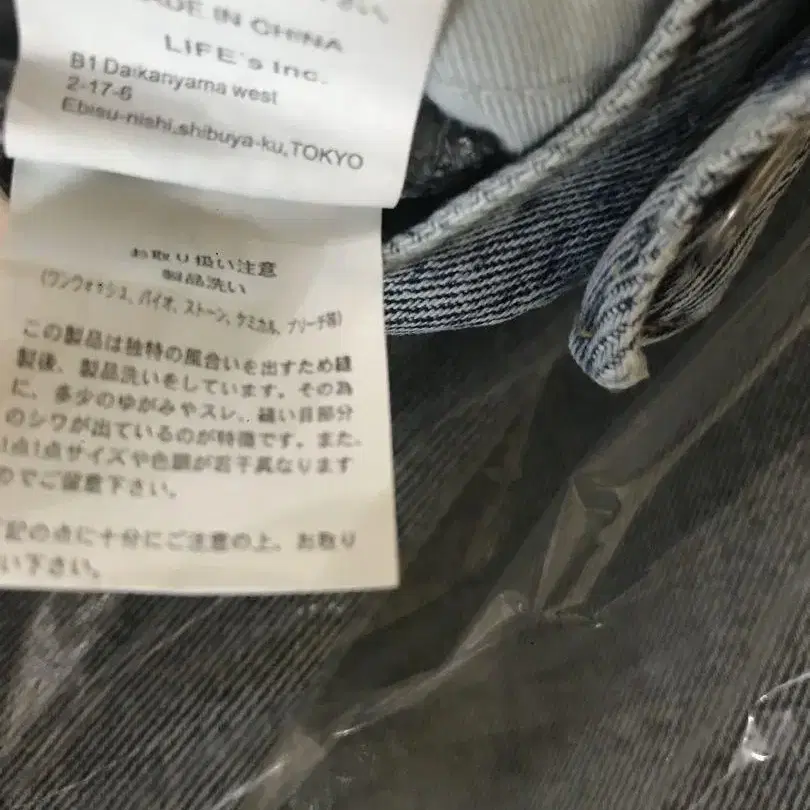 MADE IN CHINA
LIFE's Inc.
B1 Daikanyama west
2-17-6
Ebisu-nishi,shibuya-ku,TOKYO
お取り扱い注意
製品洗い
(ワンウォッシュ、バイオ、ストーン、ケミカル、ブリーチ等)
この製品は独特の風合いを出すため縫
製後、製品洗いをしています。その為
に、多少のゆがみやスレ、縫い目部分
のシワが出ているのが特徴です。また、
1点1点サイズや色調が若干異なります
のでご留意下さい。
下記の点に十分にご注意の上、お取り
い下さい。